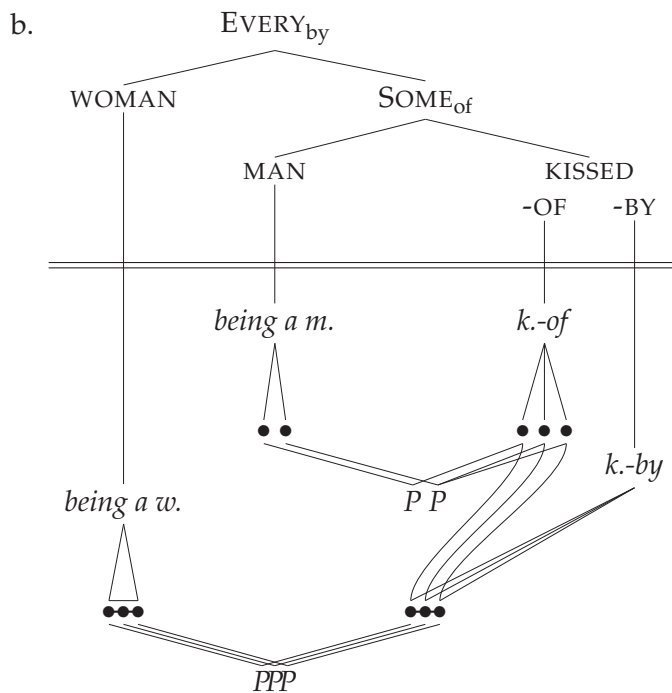 b.
EVERYby
WOMAN SOMEof
MAN KISSED
-OF -BY
being a m. k.-of
k.-by
being a w. P P
PPP